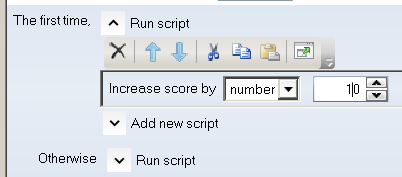 The first time, Run script
Increase score by number 10
Add new script
Otherwise Run script